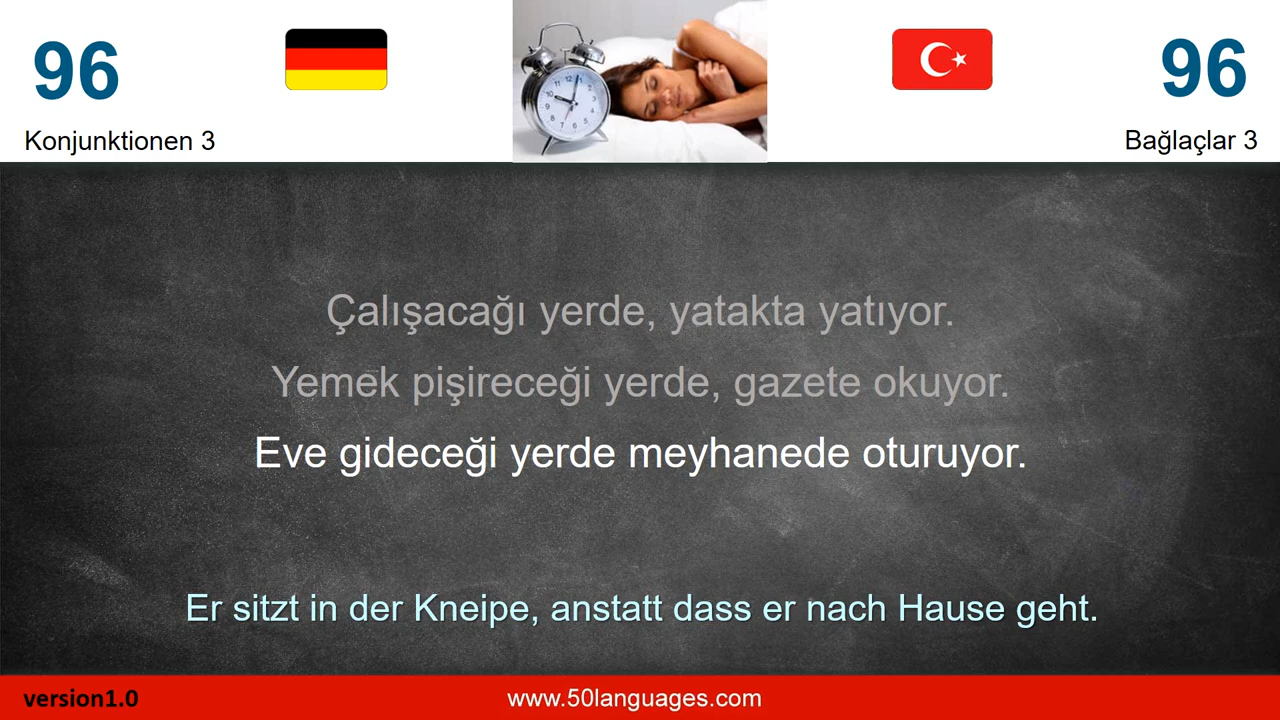 96
96
Konjunktionen 3
Bağlaçlar 3
Çalışacağı yerde, yatakta yatıyor.
Yemek pişireceği yerde, gazete okuyor.
Eve gideceği yerde meyhanede oturuyor.
Er sitzt in der Kneipe, anstatt dass er nach Hause geht.
version1.0
www.50languages.com